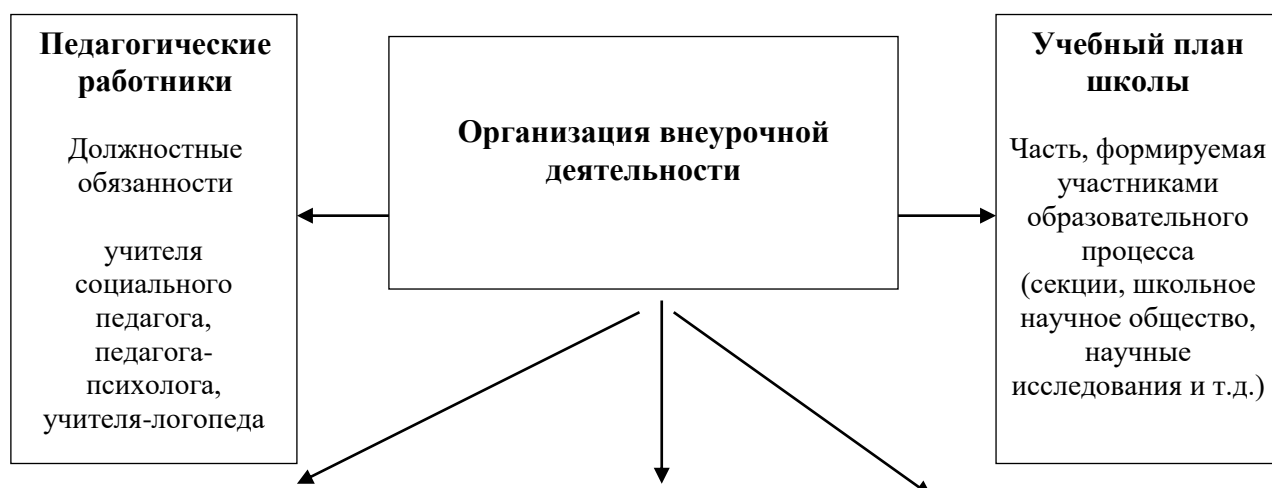 Педагогические
работники
Должностные
обязанности
учителя
социального
педагога,
педагога-
психолога,
учителя-логопеда
Организация внеурочной
деятельности
Учебный план
школы
Часть, формируемая
участниками
образовательного
процесса
(секции, школьное
научное общество,
научные
исследования и т.д.)